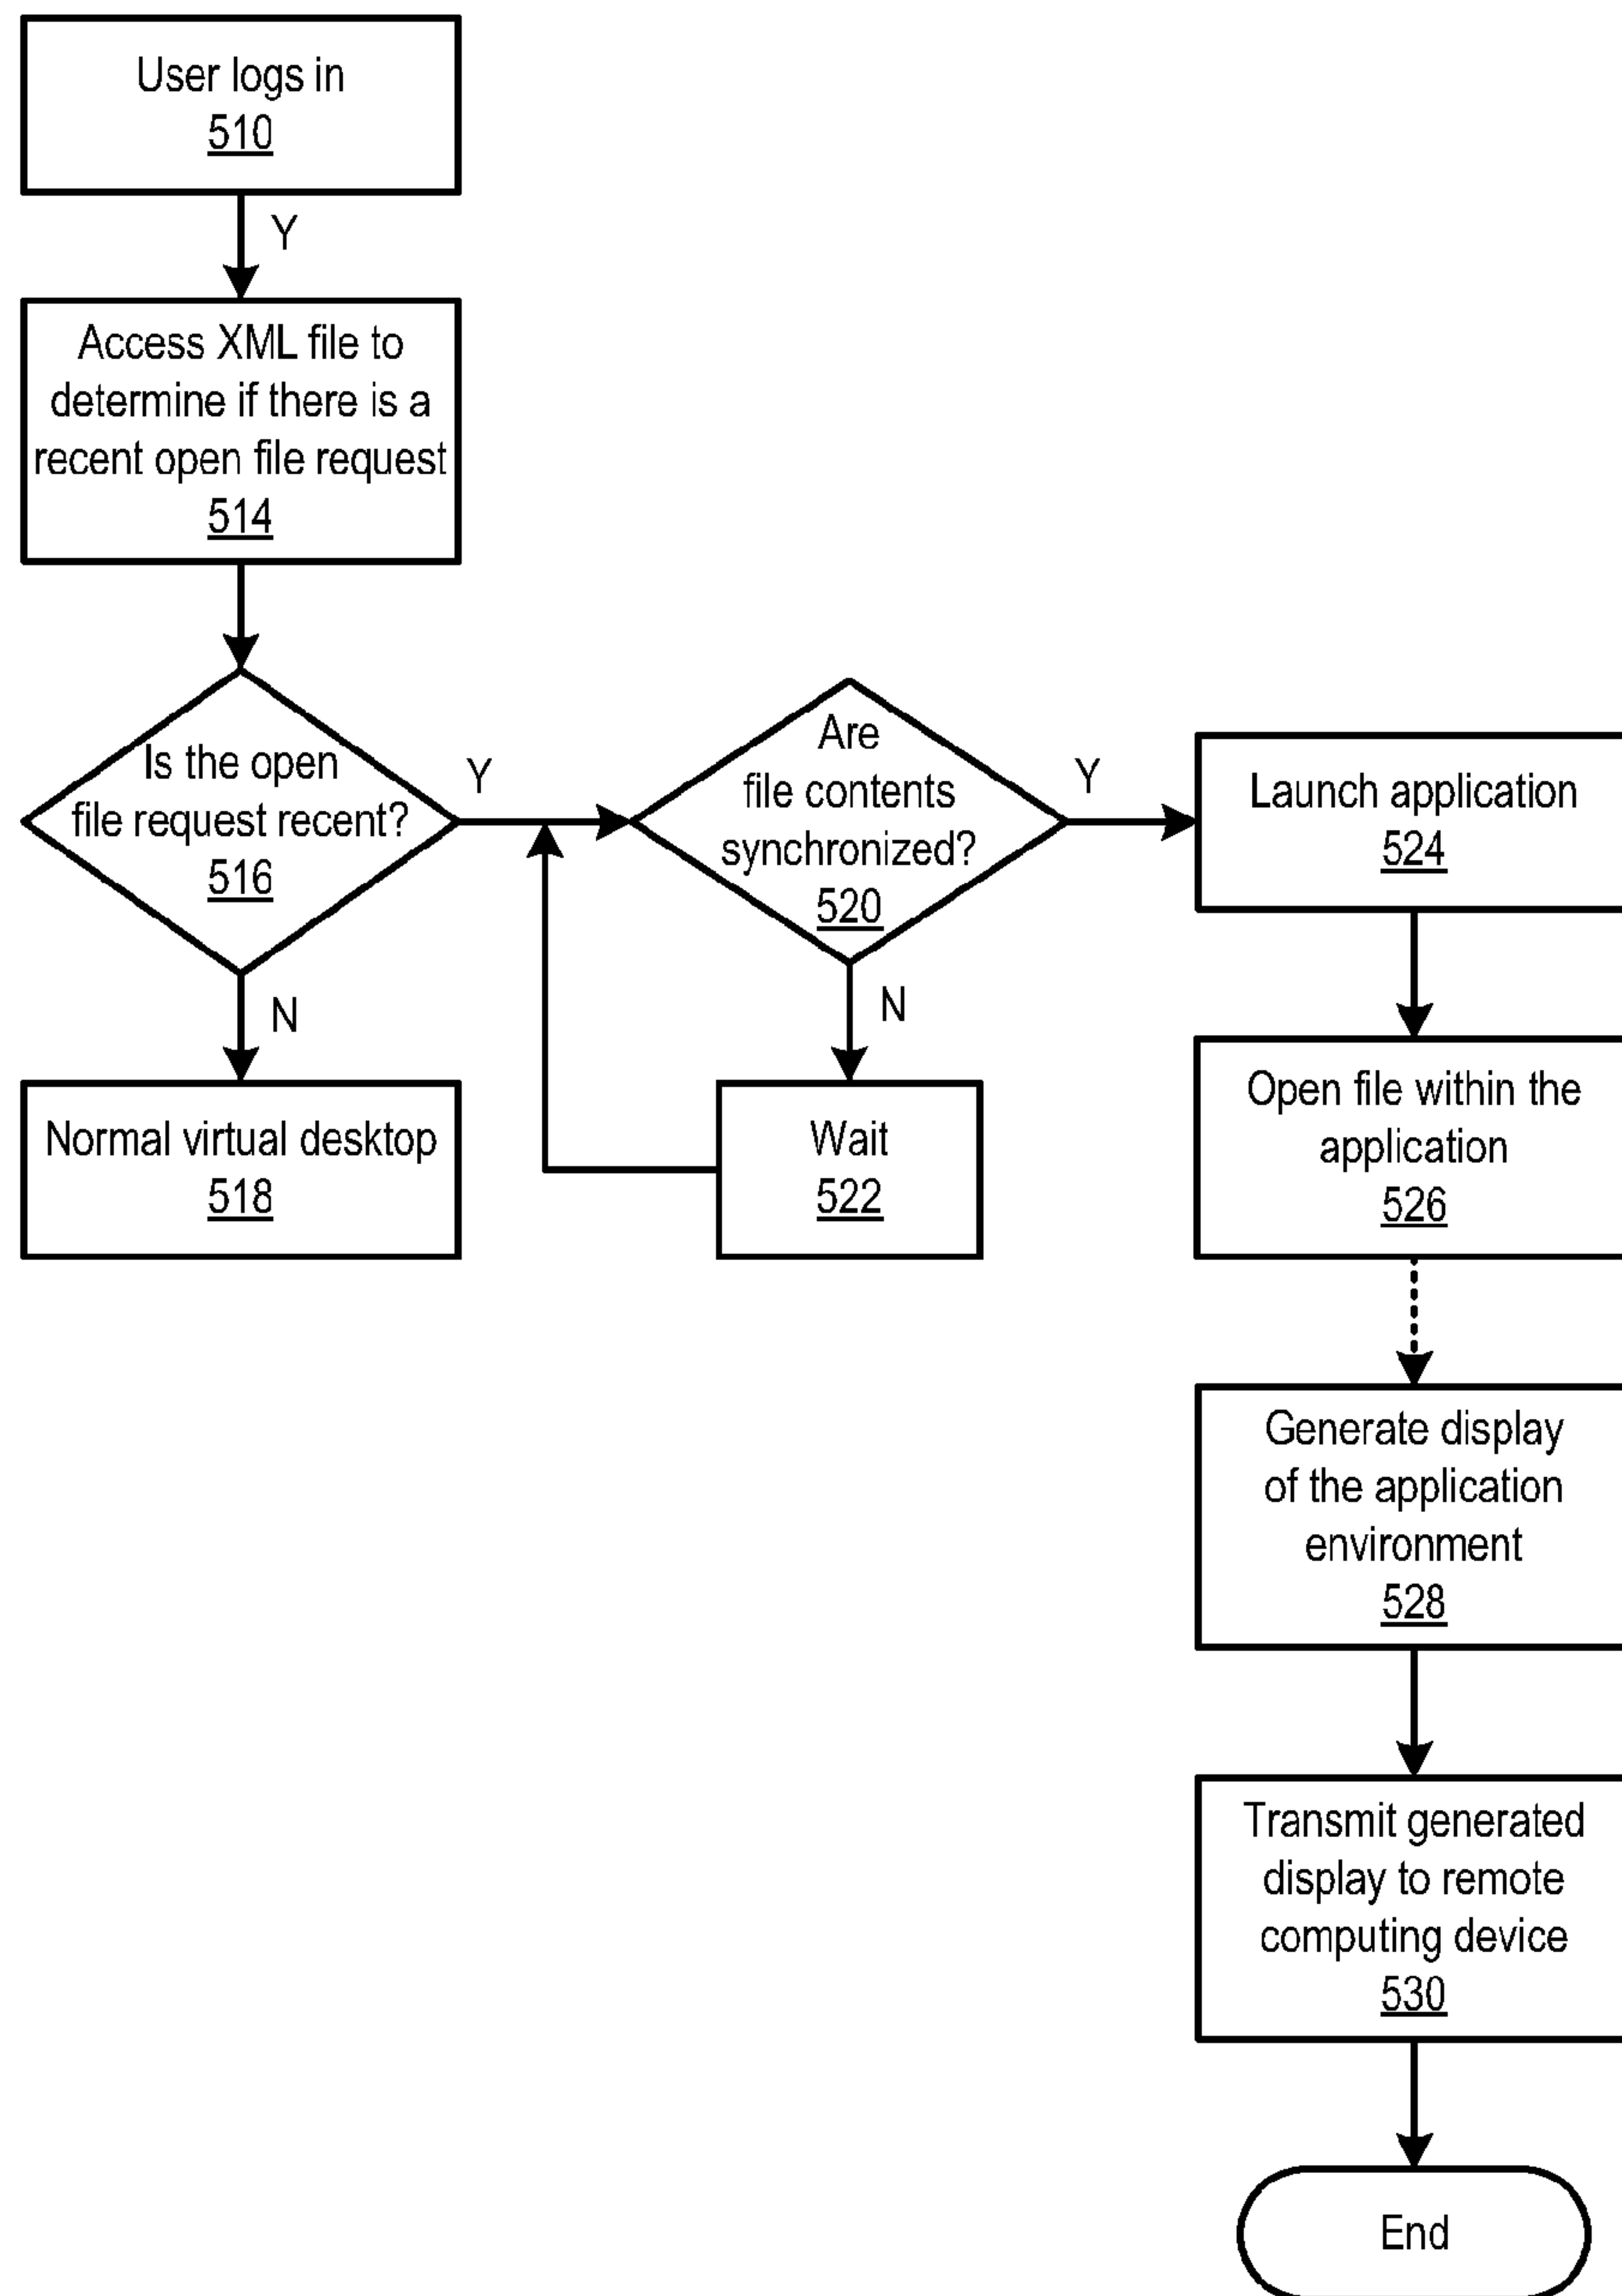 User logs in
510
Y
Access XML file to
determine if there is a
recent open file request
514
Is the open
file request recent?
516
Y
N
Normal virtual desktop
518
Are
file contents
synchronized?
520
Y
N
Wait
522
Launch application
524
Open file within the
application
526
Generate display
of the application
environment
528
Transmit generated
display to remote
computing device
530
End